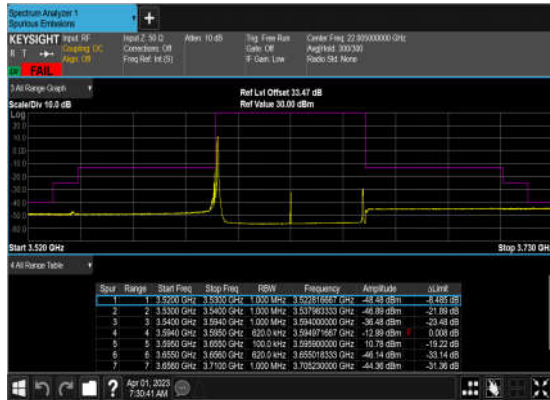 Spectrum Analyzer 1
Spurious Emissions
KEYSIGHT Input: RF
R T Coupling: DC
Align: Off
Input Z: 50 Ω
Corrections: Off
Freq Ref: Int (S)
Atten: 10 dB
Trig: Free Run
Gate: Off
IF Gain: Low
Center Freq: 22.905000000 GHz
Avg|Hold: 300/300
Radio Std: None
FAIL
3 All Range Graph
Ref Lvl Offset 33.47 dB
Scale/Div 10.0 dB
Ref Value 30.00 dBm
Log
Start 3.520 GHz
Stop 3.730 GHz
4 All Range Table
Spur Range Start Freq Stop Freq RBW Frequency Amplitude ΔLimit
1 1 3.5200 GHz 3.5300 GHz 1.000 MHz 3.522816667 GHz -48.48 dBm -8.485 dB
2 2 3.5300 GHz 3.5400 GHz 1.000 MHz 3.537983333 GHz -46.89 dBm -21.89 dB
3 3 3.5400 GHz 3.5940 GHz 1.000 MHz 3.594000000 GHz -36.48 dBm -23.48 dB
4 4 3.5940 GHz 3.5950 GHz 620.0 kHz 3.594971667 GHz -12.99 dBm F 0.008 dB
5 5 3.5950 GHz 3.6550 GHz 100.0 kHz 3.595900000 GHz 10.78 dBm -19.22 dB
6 6 3.6550 GHz 3.6560 GHz 620.0 kHz 3.655018333 GHz -46.14 dBm -33.14 dB
7 7 3.6560 GHz 3.7100 GHz 1.000 MHz 3.705230000 GHz -44.36 dBm -31.36 dB
Apr 01, 2023
7:30:41 AM